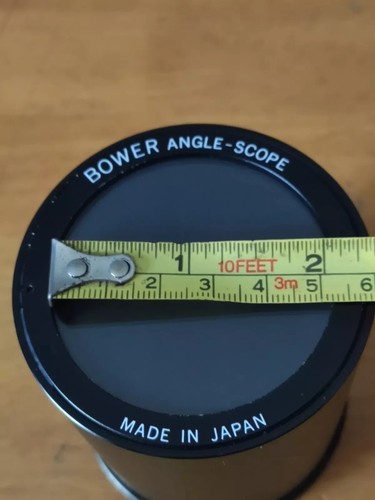 BOWER ANGLE-SCOPE
1 10FEET 2
2 3 4 3m 5 6
MADE IN JAPAN